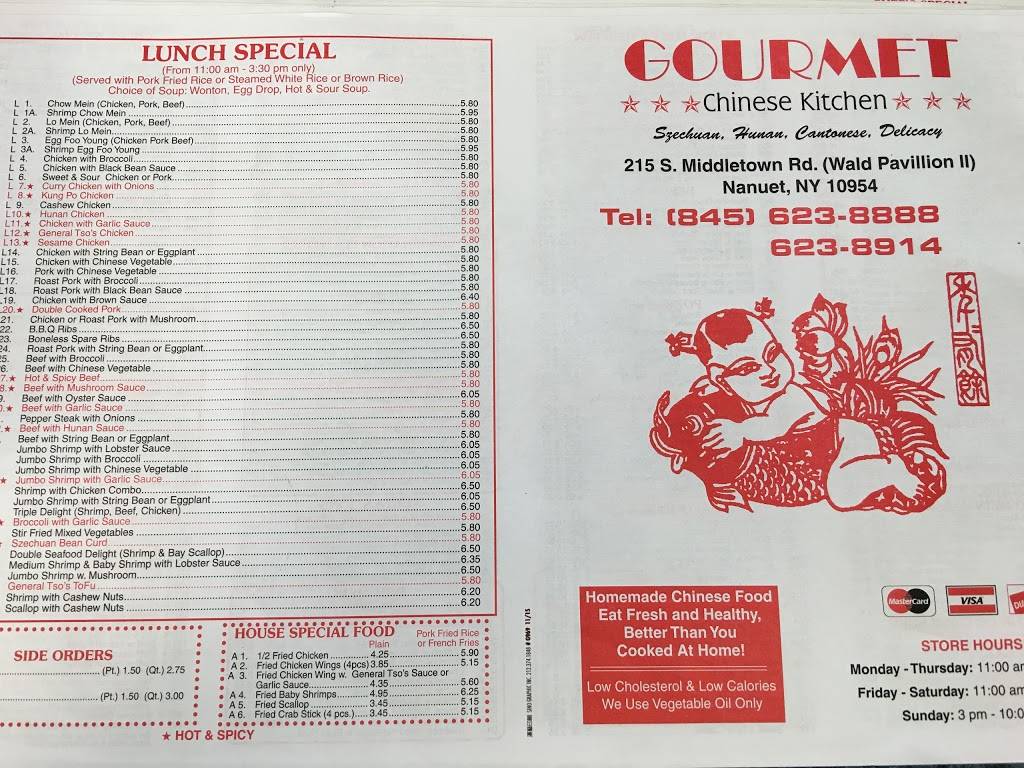 LUNCH SPECIAL
(From 11:00 am - 3:30 pm only)
(Served with Pork Fried Rice or Steamed White Rice or Brown Rice)
Choice of Soup: Wonton, Egg Drop, Hot & Sour Soup.
L 1. Chow Mein (Chicken, Pork, Beef) 5.80
L 1A. Shrimp Chow Mein 5.95
L 2. Lo Mein (Chicken, Pork, Beef) 5.80
L 2A. Shrimp Lo Mein 5.80
L 3. Egg Foo Young (Chicken Pork Beef) 5.80
L 3A. Shrimp Egg Foo Young 5.95
L 4. Chicken with Broccoli 5.80
L 5. Chicken with Black Bean Sauce 5.80
L 6. Sweet & Sour Chicken or Pork 5.80
L 7.★ Curry Chicken with Onions 5.80
L 8.★ Kung Po Chicken 5.80
L 9. Cashew Chicken 5.80
L10.★ Hunan Chicken 5.80
L11.★ Chicken with Garlic Sauce 5.80
L12.★ General Tso's Chicken 5.80
L13.★ Sesame Chicken 5.80
L14. Chicken with String Bean or Eggplant 5.80
L15. Chicken with Chinese Vegetable 5.80
L16. Pork with Chinese Vegetable 5.80
L17. Roast Pork with Broccoli 5.80
L18. Roast Pork with Black Bean Sauce 5.80
L19. Chicken with Brown Sauce 6.40
L20.★ Double Cooked Pork 5.80
21. Chicken or Roast Pork with Mushroom 5.80
22. B.B.Q Ribs 6.50
23. Boneless Spare Ribs 6.50
24. Roast Pork with String Bean or Eggplant 5.80
25. Beef with Broccoli 5.80
6. Beef with Chinese Vegetable 5.80
7.★ Hot & Spicy Beef 5.80
8.★ Beef with Mushroom Sauce 5.80
9. Beef with Oyster Sauce 6.05
.★ Beef with Garlic Sauce 5.80
Pepper Steak with Onions 5.80
★ Beef with Hunan Sauce 5.80
Beef with String Bean or Eggplant 5.80
Jumbo Shrimp with Lobster Sauce 6.05
Jumbo Shrimp with Broccoli 6.05
Jumbo Shrimp with Chinese Vegetable 6.05
★ Jumbo Shrimp with Garlic Sauce 6.05
Shrimp with Chicken Combo 6.50
Jumbo Shrimp with String Bean or Eggplant 6.05
Triple Delight (Shrimp, Beef, Chicken) 6.50
★ Broccoli with Garlic Sauce 5.80
Stir Fried Mixed Vegetables 5.80
★ Szechuan Bean Curd 5.80
Double Seafood Delight (Shrimp & Bay Scallop) 6.50
Medium Shrimp & Baby Shrimp with Lobster Sauce 6.35
Jumbo Shrimp w. Mushroom 6.50
General Tso's ToFu 5.80
Shrimp with Cashew Nuts 6.20
Scallop with Cashew Nuts 6.20
SIDE ORDERS
(Pt.) 1.50 (Qt.) 2.75
(Pt.) 1.50 (Qt.) 3.00
HOUSE SPECIAL FOOD
Plain
Pork Fried Rice or French Fries
A 1. 1/2 Fried Chicken 4.25 5.90
A 2. Fried Chicken Wings (4pcs) 3.85 5.15
A 3. Fried Chicken Wing w. General Tso's Sauce or
Garlic Sauce 4.35 5.60
A 4. Fried Baby Shrimps 4.95 6.25
A 5. Fried Scallop 3.45 5.15
A 6. Fried Crab Stick (4 pcs.) 3.45 5.15
★ HOT & SPICY
GOURMET
Chinese Kitchen
Szechuan, Hunan, Cantonese, Delicacy
215 S. Middletown Rd. (Wald Pavillion II)
Nanuet, NY 10954
Tel: (845) 623-8888
623-8914
Homemade Chinese Food
Eat Fresh and Healthy,
Better Than You
Cooked At Home!
Low Cholesterol & Low Calories
We Use Vegetable Oil Only
MasterCard
VISA
STORE HOURS
Monday - Thursday: 11:00 am
Friday - Saturday: 11:00 am
Sunday: 3 pm - 10:0